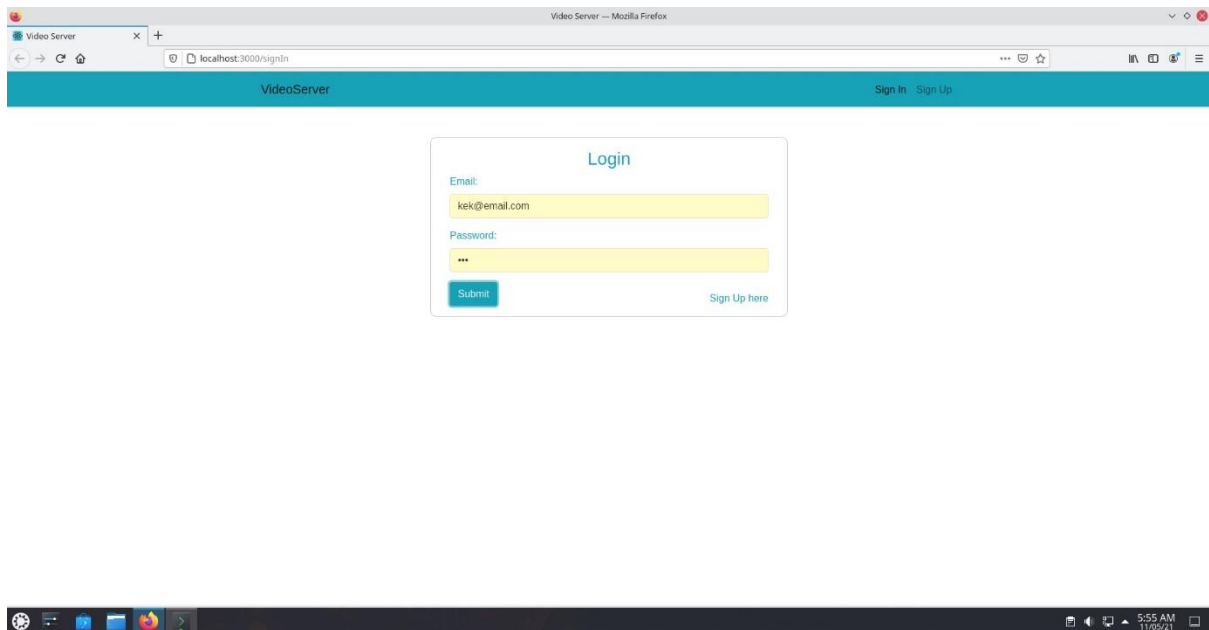 Video Server — Mozilla Firefox
Video Server
localhost:3000/signIn
VideoServer
Sign In Sign Up
Login
Email:
kek@email.com
Password:
•••
Submit
Sign Up here
5:55 AM
11/05/21